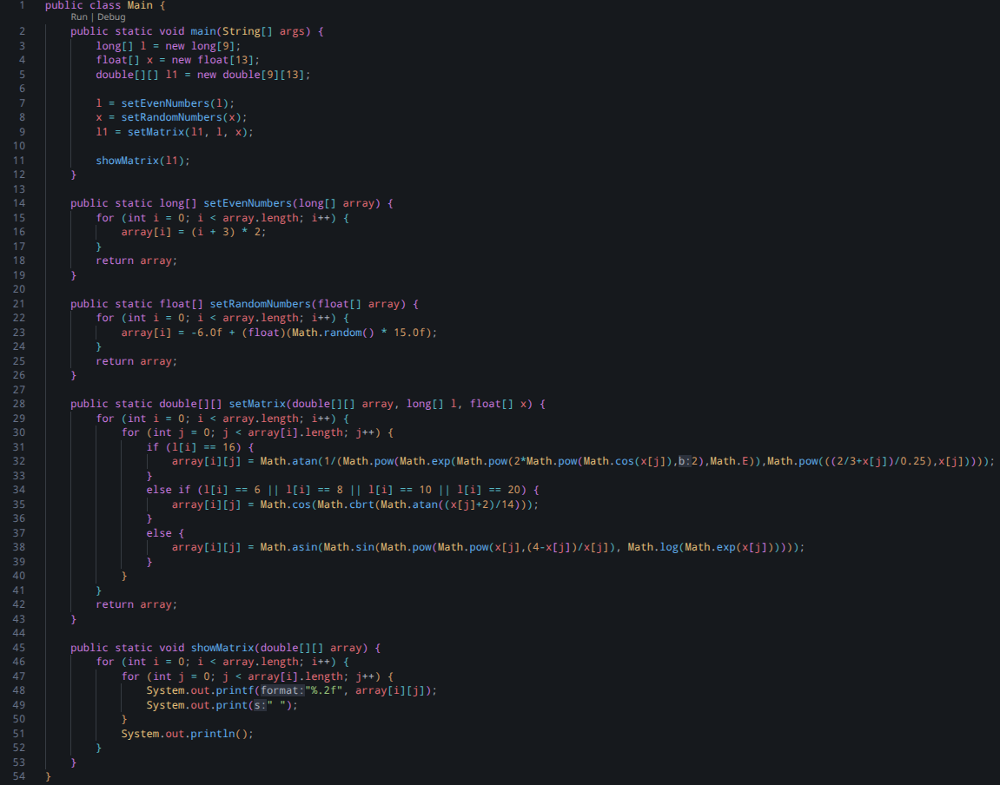 1 public class Main {
Run | Debug
2 public static void main(String[] args) {
3 long[] l = new long[9];
4 float[] x = new float[13];
5 double[][] l1 = new double[9][13];
6
7 l = setEvenNumbers(l);
8 x = setRandomNumbers(x);
9 l1 = setMatrix(l1, l, x);
10
11 showMatrix(l1);
12 }
13
14 public static long[] setEvenNumbers(long[] array) {
15 for (int i = 0; i < array.length; i++) {
16 array[i] = (i + 3) * 2;
17 }
18 return array;
19 }
20
21 public static float[] setRandomNumbers(float[] array) {
22 for (int i = 0; i < array.length; i++) {
23 array[i] = -6.0f + (float)(Math.random() * 15.0f);
24 }
25 return array;
26 }
27
28 public static double[][] setMatrix(double[][] array, long[] l, float[] x) {
29 for (int i = 0; i < array.length; i++) {
30 for (int j = 0; j < array[i].length; j++) {
31 if (l[i] == 16) {
32 array[i][j] = Math.atan(1/(Math.pow(Math.exp(Math.pow(2*Math.pow(Math.cos(x[j]),b:2),Math.E)),Math.pow(((2/3+x[j])/0.25),x[j]))));
33 }
34 else if (l[i] == 6 || l[i] == 8 || l[i] == 10 || l[i] == 20) {
35 array[i][j] = Math.cos(Math.cbrt(Math.atan((x[j]+2)/14)));
36 }
37 else {
38 array[i][j] = Math.asin(Math.sin(Math.pow(Math.pow(x[j],(4-x[j])/x[j]), Math.log(Math.exp(x[j])))));
39 }
40 }
41 }
42 return array;
43 }
44
45 public static void showMatrix(double[][] array) {
46 for (int i = 0; i < array.length; i++) {
47 for (int j = 0; j < array[i].length; j++) {
48 System.out.printf(format:"%.2f", array[i][j]);
49 System.out.print(s:" ");
50 }
51 System.out.println();
52 }
53 }
54 }